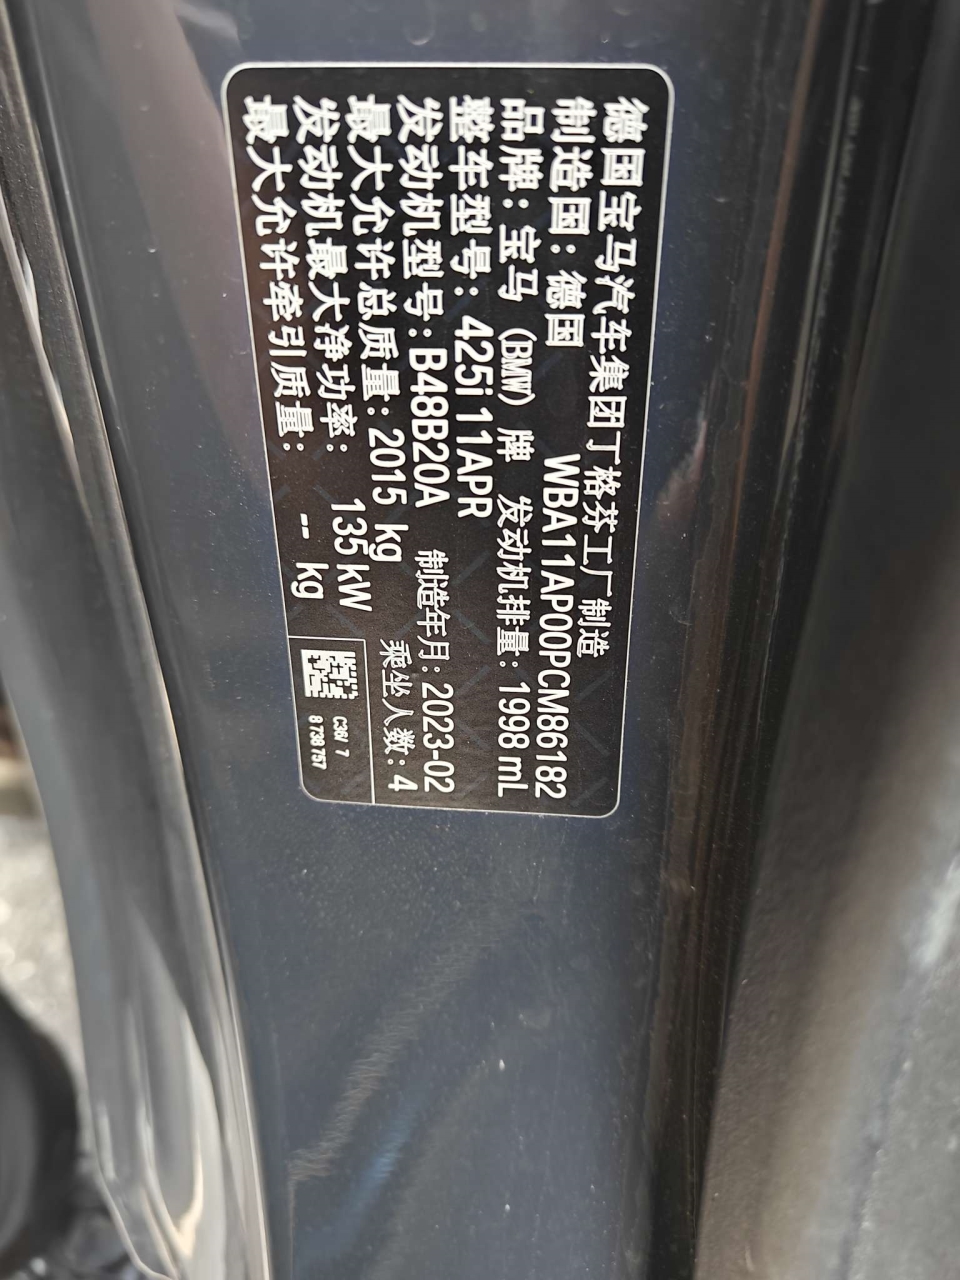 德国宝马汽车集团丁格芬工厂制造
制造国：德国 WBA11AP00PCM86182
品牌：宝马（BMW）牌 发动机排量：1998 mL
整车型号：425i 11APR
发动机型号：B48B20A 制造年月：2023-02
最大允许总质量：2015 kg 乘坐人数：4
发动机最大净功率： 135 kW
最大允许牵引质量： -- kg
C36/ 7
8 738 757